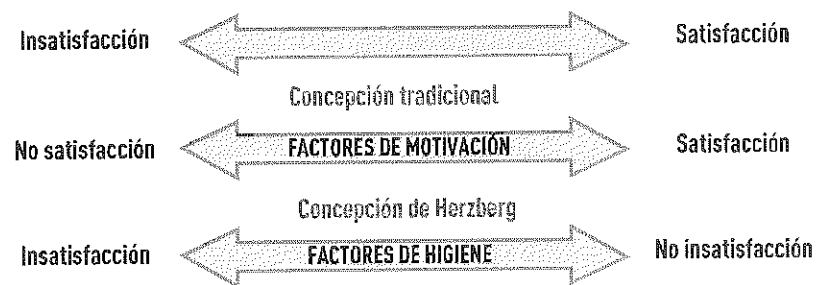 Insatisfacción Satisfacción
Concepción tradicional
No satisfacción FACTORES DE MOTIVACIÓN Satisfacción
Concepción de Herzberg
Insatisfacción FACTORES DE HIGIENE No insatisfacción